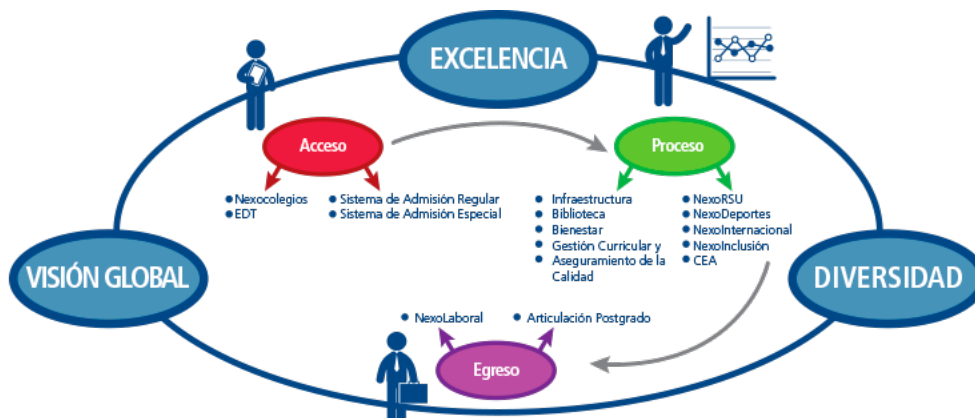 EXCELENCIA
Acceso
Proceso
● Nexocolegios
● EDT
● Sistema de Admisión Regular
● Sistema de Admisión Especial
● Infraestructura
● Biblioteca
● Bienestar
● Gestión Curricular y
● Aseguramiento de la
Calidad
● NexoRSU
● NexoDeportes
● NexoInternacional
● NexoInclusión
● CEA
VISIÓN GLOBAL
DIVERSIDAD
● NexoLaboral
● Articulación Postgrado
Egreso